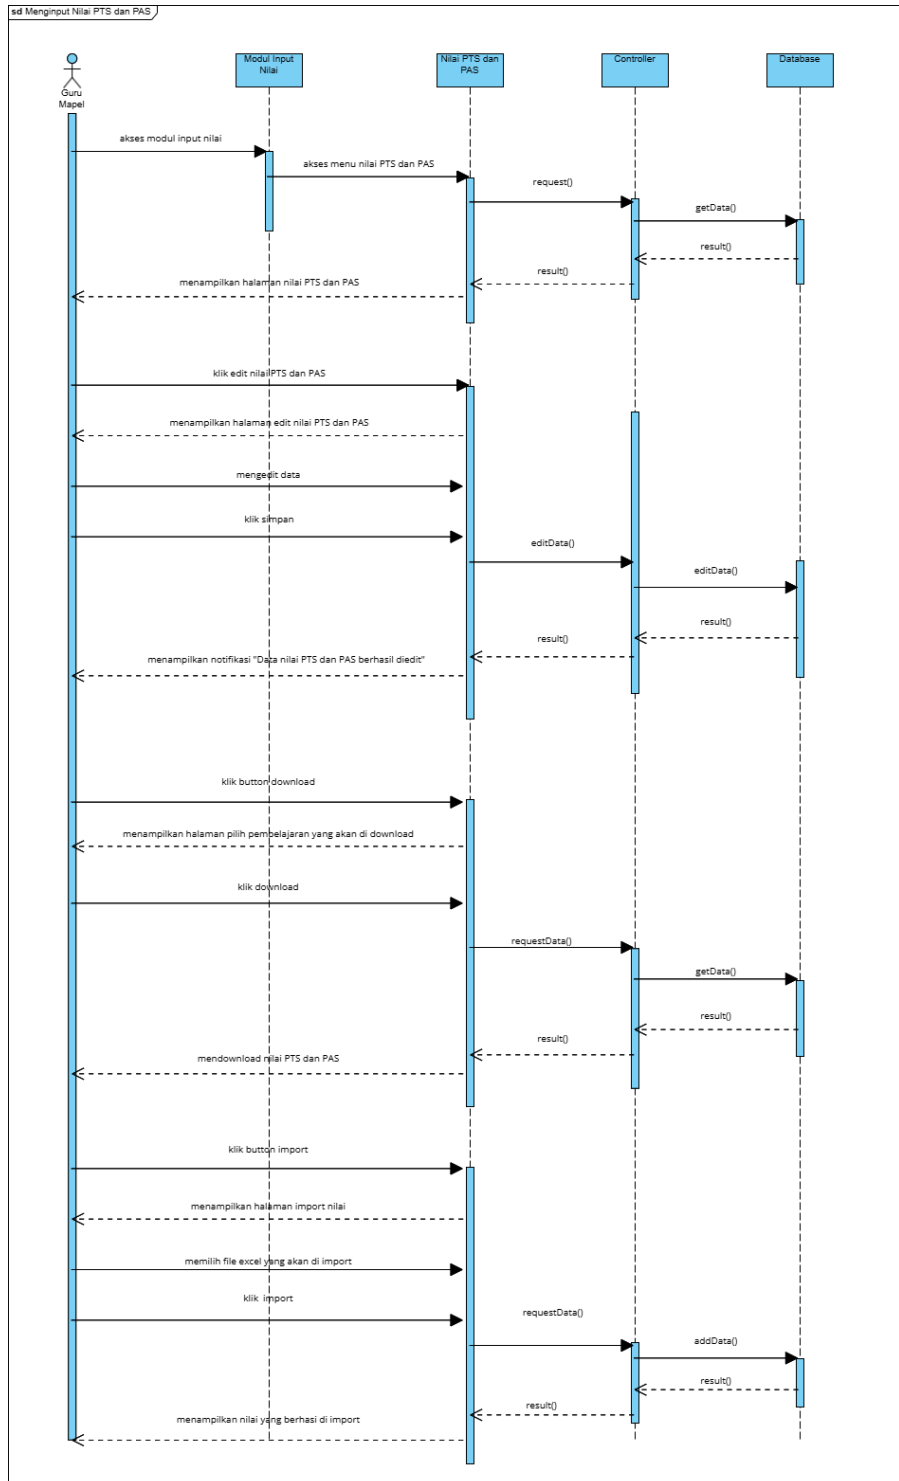 sd Menginput Nilai PTS dan PAS
Guru
Mapel
Modul Input
Nilai
Nilai PTS dan
PAS
Controller
Database
akses modul input nilai
akses menu nilai PTS dan PAS
request()
getData()
result()
result()
menampilkan halaman nilai PTS dan PAS
klik edit nilai PTS dan PAS
menampilkan halaman edit nilai PTS dan PAS
mengedit data
klik simpan
editData()
editData()
result()
result()
menampilkan notifikasi "Data nilai PTS dan PAS berhasil diedit"
klik button download
menampilkan halaman pilih pembelajaran yang akan di download
klik download
requestData()
getData()
result()
result()
mendownload nilai PTS dan PAS
klik button import
menampilkan halaman import nilai
memilih file excel yang akan di import
klik import
requestData()
addData()
result()
result()
menampilkan nilai yang berhasi di import